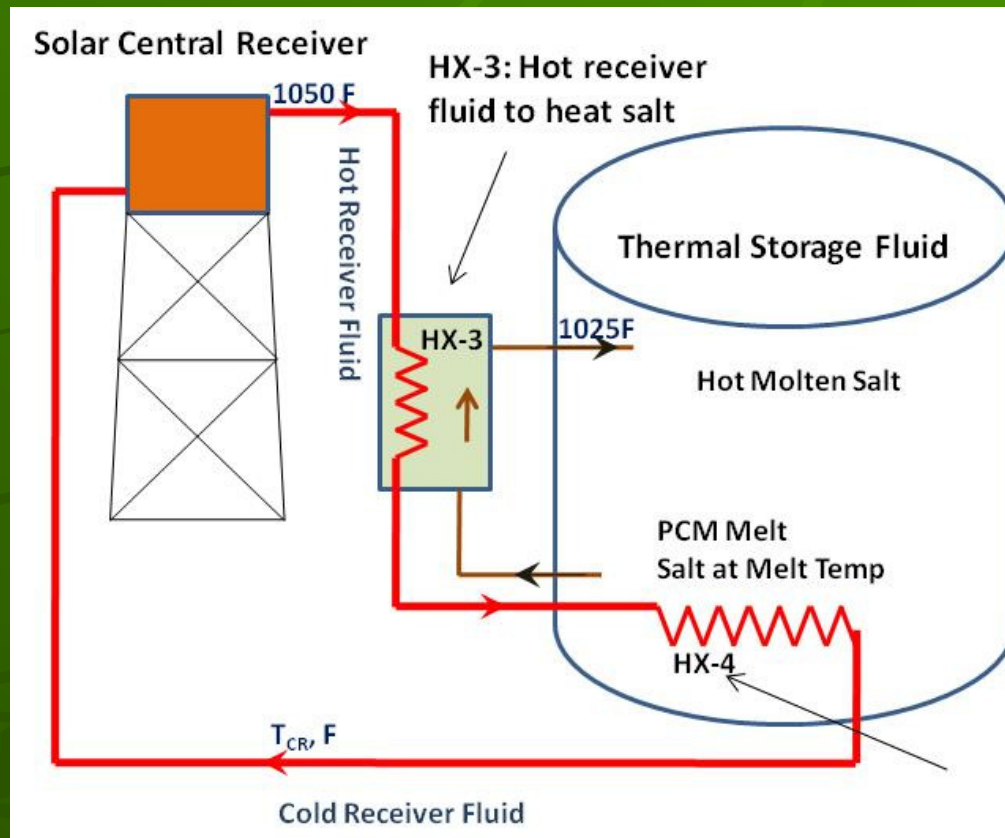 Solar Central Receiver
1050 F
HX-3: Hot receiver
fluid to heat salt
Hot Receiver Fluid
HX-3
1025F
Thermal Storage Fluid
Hot Molten Salt
PCM Melt
Salt at Melt Temp
HX-4
T_CR, F
Cold Receiver Fluid